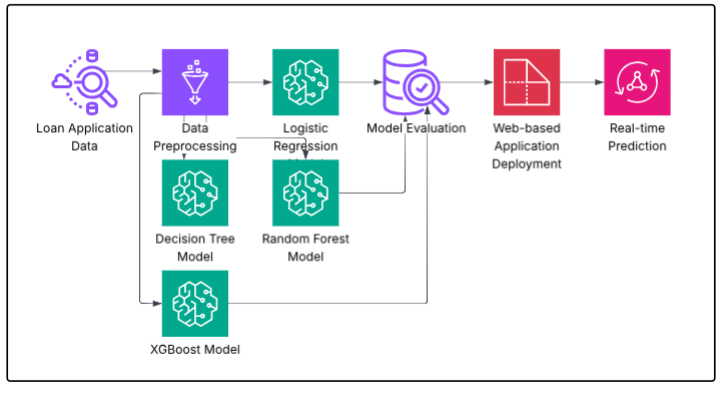 Loan Application
Data
Data
Preprocessing
Logistic
Regression
Model Evaluation
Web-based
Application
Deployment
Real-time
Prediction
Decision Tree
Model
Random Forest
Model
XGBoost Model